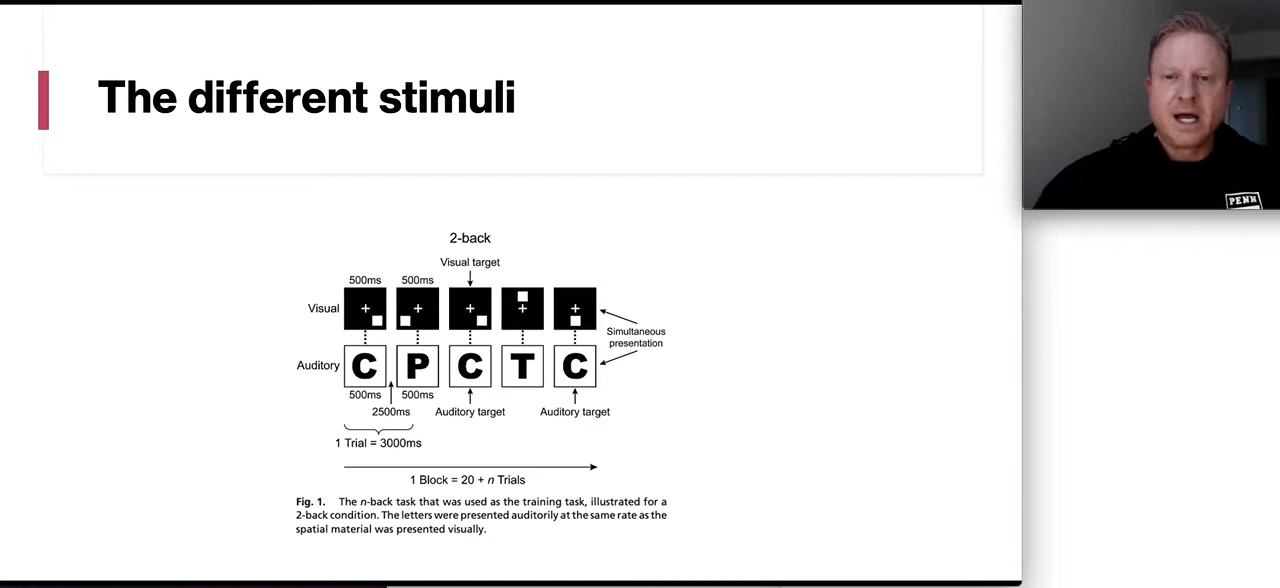 The different stimuli
PENN
2-back
Visual target
500ms 500ms
Visual
Simultaneous
presentation
Auditory C P C T C
500ms 500ms
2500ms Auditory target Auditory target
1 Trial = 3000ms
1 Block = 20 + n Trials
Fig. 1. The n-back task that was used as the training task, illustrated for a
2-back condition. The letters were presented auditorily at the same rate as the
spatial material was presented visually.